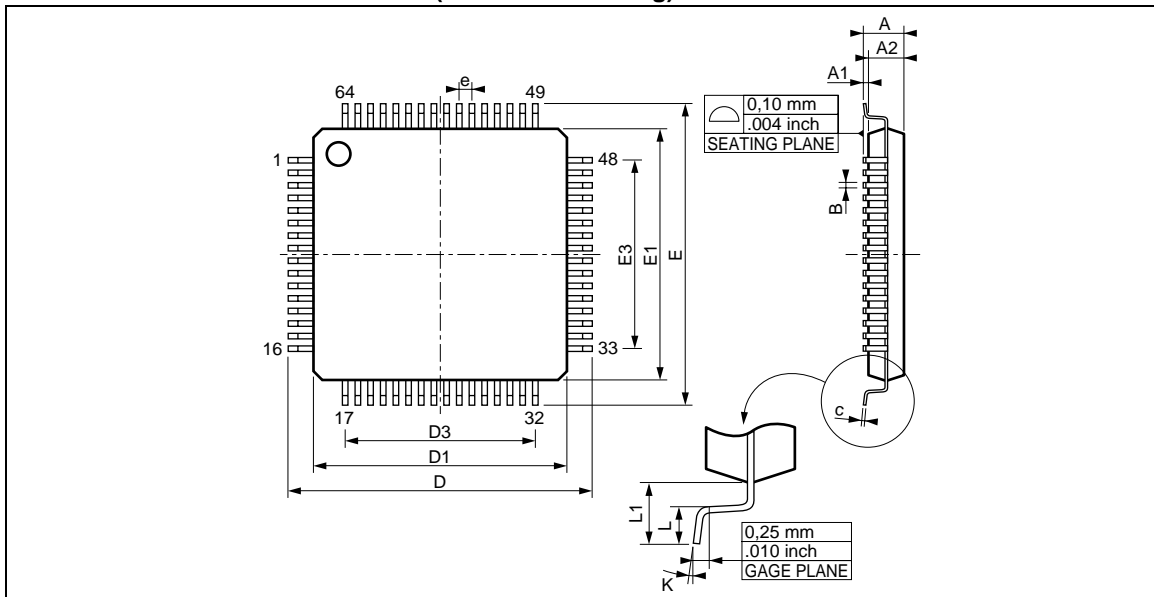 A
A2
A1
64
e
49
0,10 mm
.004 inch
SEATING PLANE
1
48
B
E3
E1
E
16
33
17
32
c
D3
D1
D
L1
L
0,25 mm
.010 inch
GAGE PLANE
K